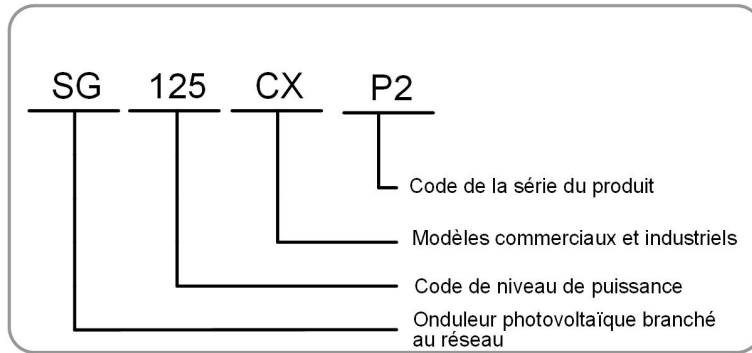 SG 125 CX P2
Code de la série du produit
Modèles commerciaux et industriels
Code de niveau de puissance
Onduleur photovoltaïque branché
au réseau